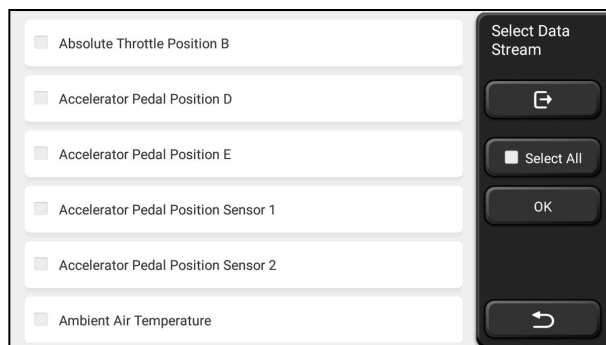 Absolute Throttle Position B
Accelerator Pedal Position D
Accelerator Pedal Position E
Accelerator Pedal Position Sensor 1
Accelerator Pedal Position Sensor 2
Ambient Air Temperature
Select Data
Stream
Select All
OK